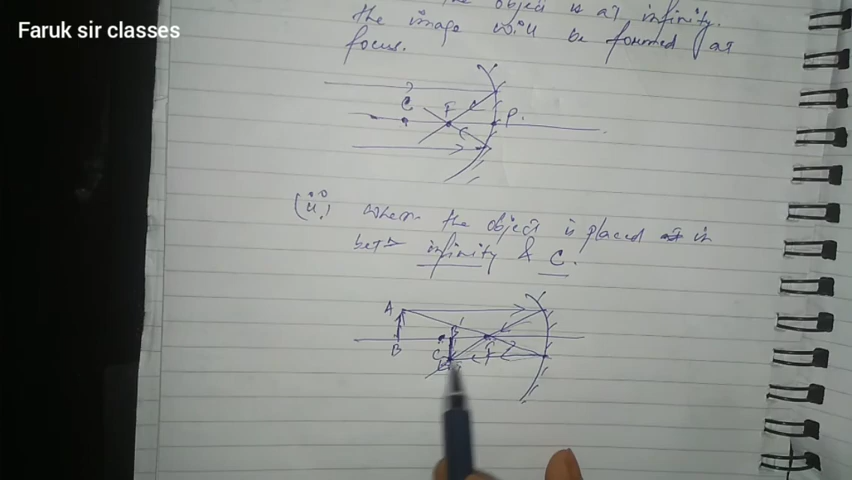 Faruk sir classes
the object is at infinity.
the image will be formed at
focus.
C F P.
(ii) when the object is placed in
bet infinity & C.
A
B'
B C F